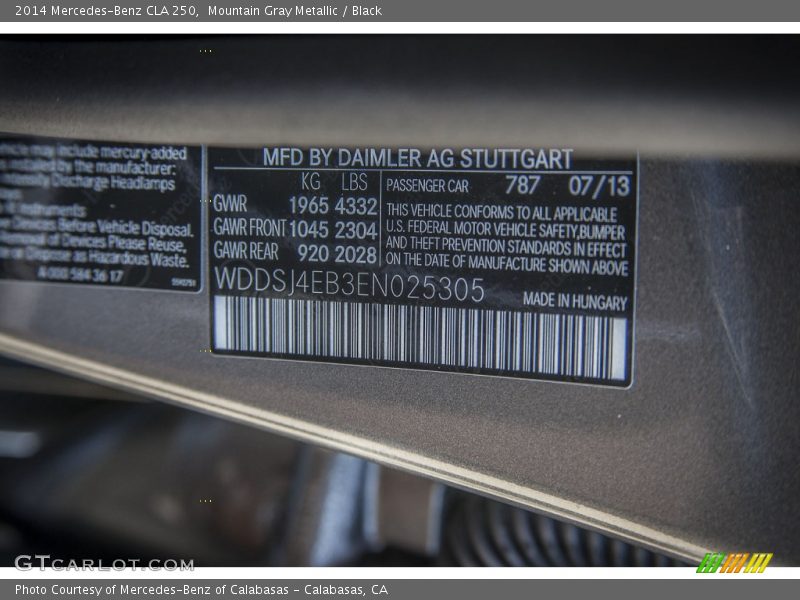 2014 Mercedes-Benz CLA 250, Mountain Gray Metallic / Black
include mercury-added
by the manufacturer:
Discharge Headlamps
Instruments
Devices Before Vehicle Disposal.
of Devices Please Reuse,
or Dispose as Hazardous Waste.
MFD BY DAIMLER AG STUTTGART
KG LBS
GVWR 1965 4332
GAWR FRONT 1045 2304
GAWR REAR 920 2028
PASSENGER CAR 787 07/13
THIS VEHICLE CONFORMS TO ALL APPLICABLE
U.S. FEDERAL MOTOR VEHICLE SAFETY,BUMPER
AND THEFT PREVENTION STANDARDS IN EFFECT
ON THE DATE OF MANUFACTURE SHOWN ABOVE
WDDSJ4EB3EN025305
MADE IN HUNGARY
GTCARLOT.COM
Photo Courtesy of Mercedes-Benz of Calabasas - Calabasas, CA